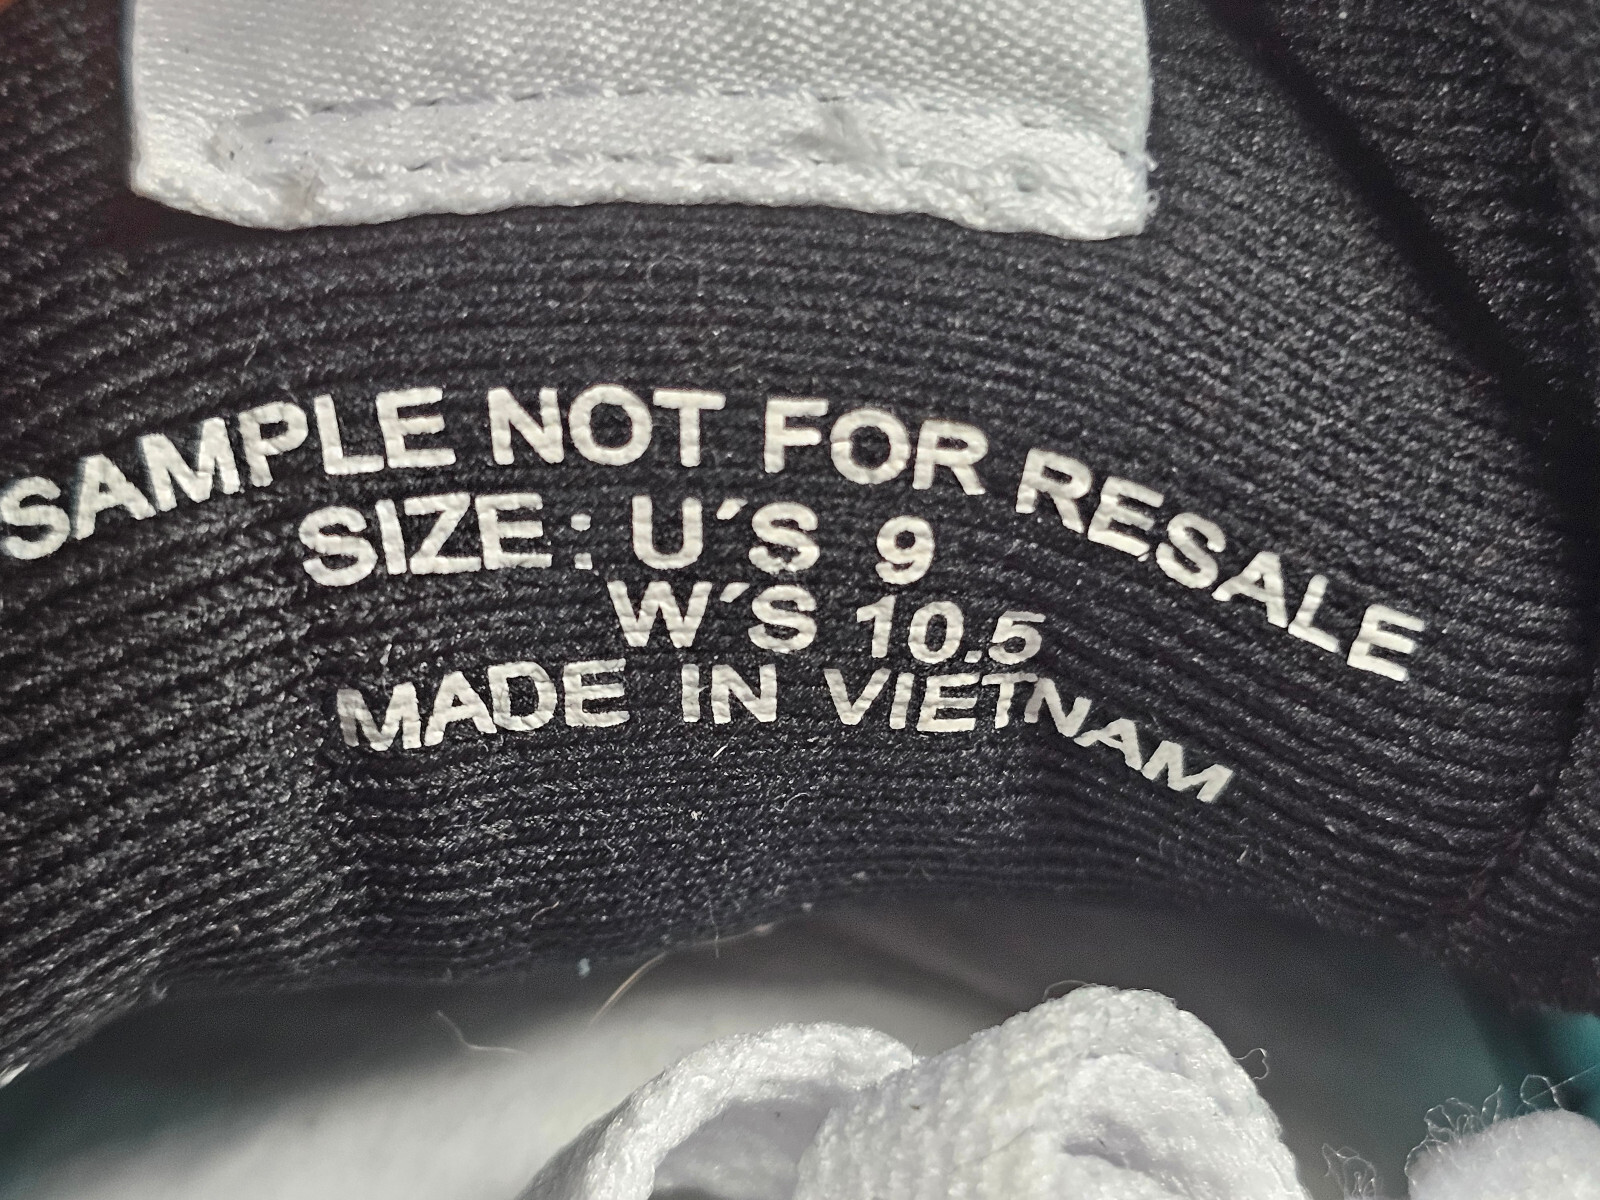 SAMPLE NOT FOR RESALE
SIZE: U'S 9
W'S 10.5
MADE IN VIETNAM